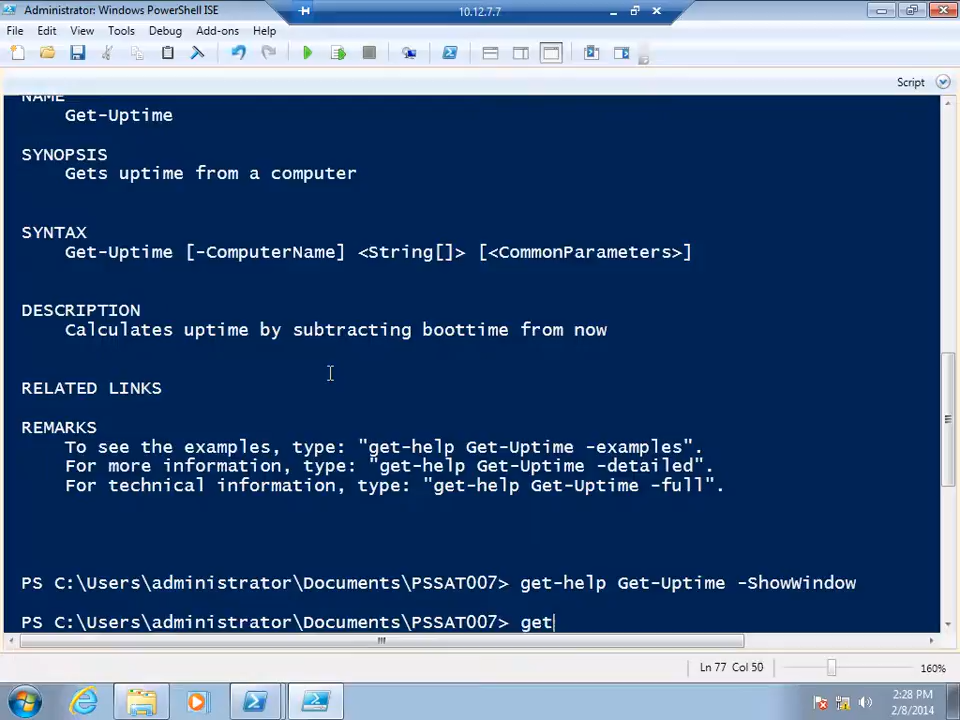 Administrator: Windows PowerShell ISE
10.12.7.7
File Edit View Tools Debug Add-ons Help
Script
NAME
Get-Uptime
SYNOPSIS
Gets uptime from a computer
SYNTAX
Get-Uptime [-ComputerName] <String[]> [<CommonParameters>]
DESCRIPTION
Calculates uptime by subtracting boottime from now
RELATED LINKS
REMARKS
To see the examples, type: "get-help Get-Uptime -examples".
For more information, type: "get-help Get-Uptime -detailed".
For technical information, type: "get-help Get-Uptime -full".
PS C:\Users\administrator\Documents\PSSAT007> get-help Get-Uptime -ShowWindow
PS C:\Users\administrator\Documents\PSSAT007> get
Ln 77 Col 50
160%
2:28 PM
2/8/2014